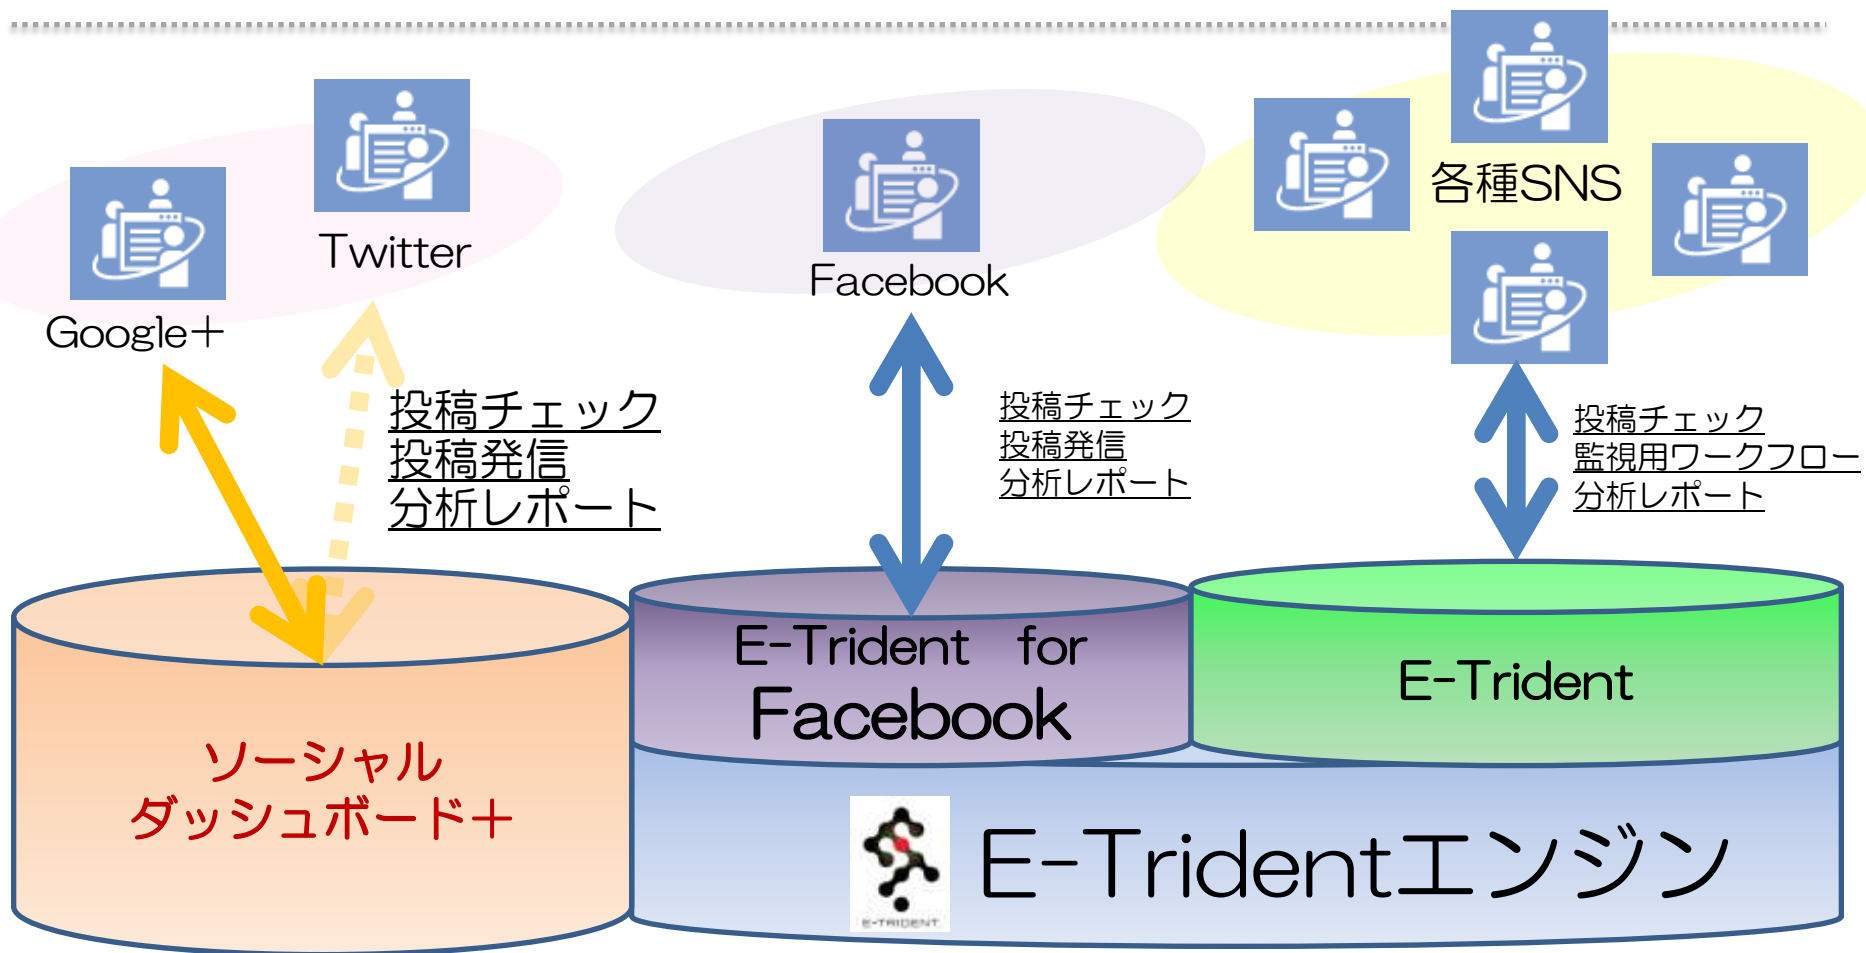 Google＋
Twitter
投稿チェック
投稿発信
分析レポート
Facebook
投稿チェック
投稿発信
分析レポート
各種SNS
投稿チェック
監視用ワークフロー
分析レポート
ソーシャル
ダッシュボード＋
E-Trident for
Facebook
E-Trident
E-TRIDENT
E-Tridentエンジン